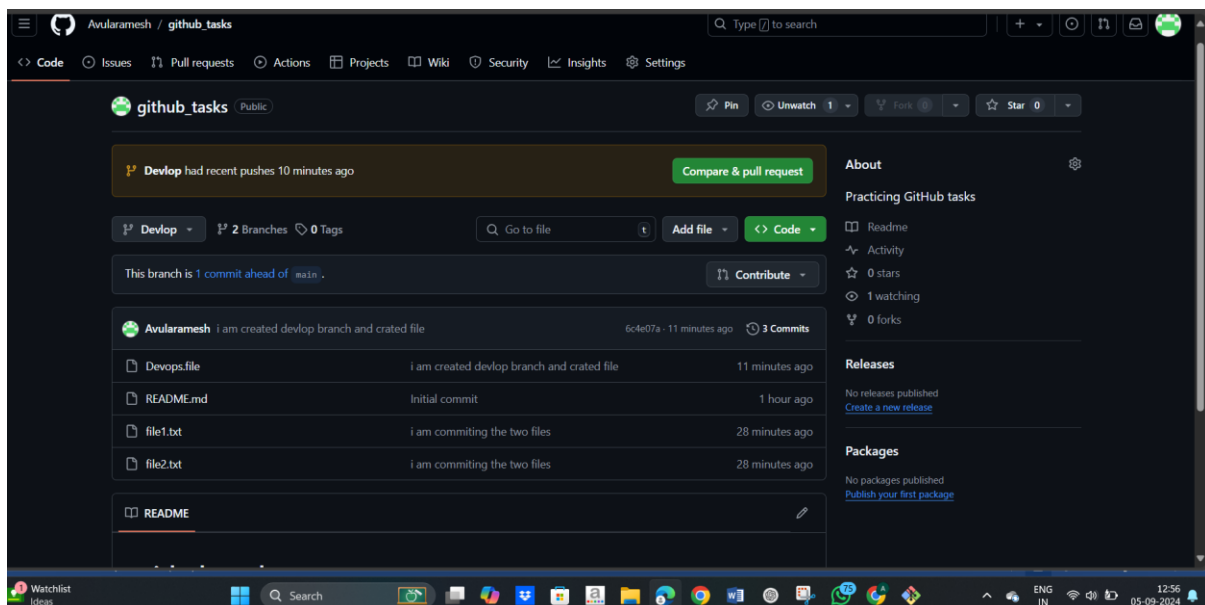 Avularamesh / github_tasks Type / to search
Code Issues Pull requests Actions Projects Wiki Security Insights Settings
github_tasks Public Pin Unwatch 1 Fork 0 Star 0
Devlop had recent pushes 10 minutes ago Compare & pull request
Devlop 2 Branches 0 Tags Go to file t Add file Code
This branch is 1 commit ahead of main . Contribute
Avularamesh i am created devlop branch and crated file 6c4e07a · 11 minutes ago 3 Commits
Devops.file i am created devlop branch and crated file 11 minutes ago
README.md Initial commit 1 hour ago
file1.txt i am commiting the two files 28 minutes ago
file2.txt i am commiting the two files 28 minutes ago
README
About
Practicing GitHub tasks
Readme
Activity
0 stars
1 watching
0 forks
Releases
No releases published
Create a new release
Packages
No packages published
Publish your first package
1 Watchlist
Ideas
Search
75
ENG
IN
12:56
05-09-2024